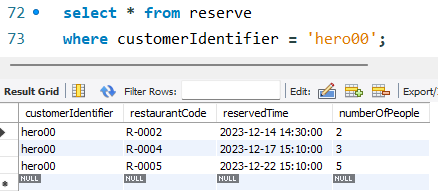 72 select * from reserve
73 where customerIdentifier = 'hero00';
Result Grid Filter Rows: Edit: Export/
customerIdentifier restaurantCode reservedTime numberOfPeople
hero00 R-0002 2023-12-14 14:30:00 2
hero00 R-0004 2023-12-17 15:10:00 3
hero00 R-0005 2023-12-22 15:10:00 5
NULL NULL NULL NULL